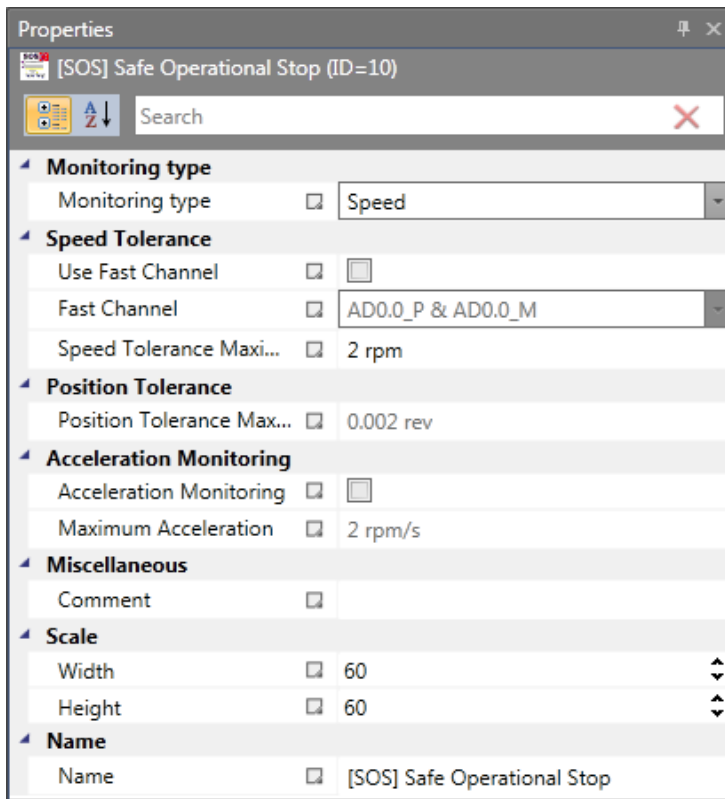 Properties
[SOS] Safe Operational Stop (ID=10)
Search
Monitoring type
Monitoring type Speed
Speed Tolerance
Use Fast Channel
Fast Channel AD0.0_P & AD0.0_M
Speed Tolerance Maxi... 2 rpm
Position Tolerance
Position Tolerance Max... 0.002 rev
Acceleration Monitoring
Acceleration Monitoring
Maximum Acceleration 2 rpm/s
Miscellaneous
Comment
Scale
Width 60
Height 60
Name
Name [SOS] Safe Operational Stop